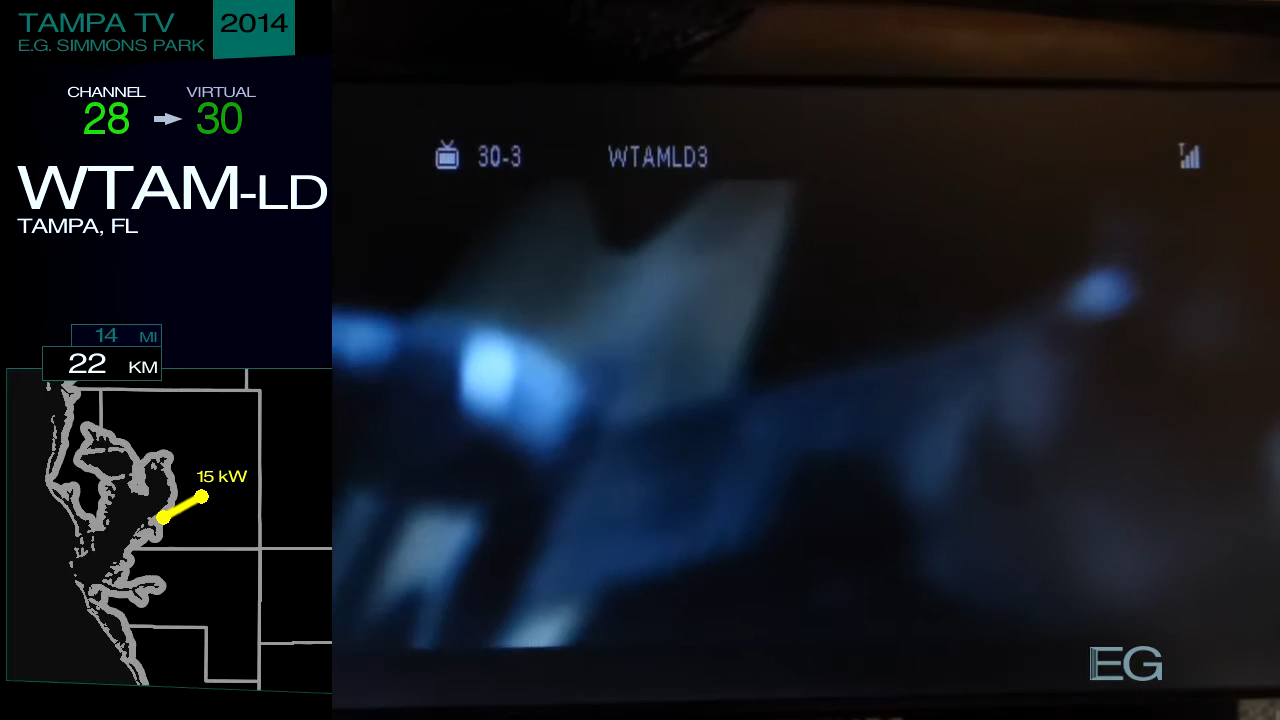 TAMPA TV
E.G. SIMMONS PARK
2014
CHANNEL
VIRTUAL
28
30
WTAM-LD
TAMPA, FL
14 MI
22 KM
15 kW
30-3
WTAMLD3
T
EG